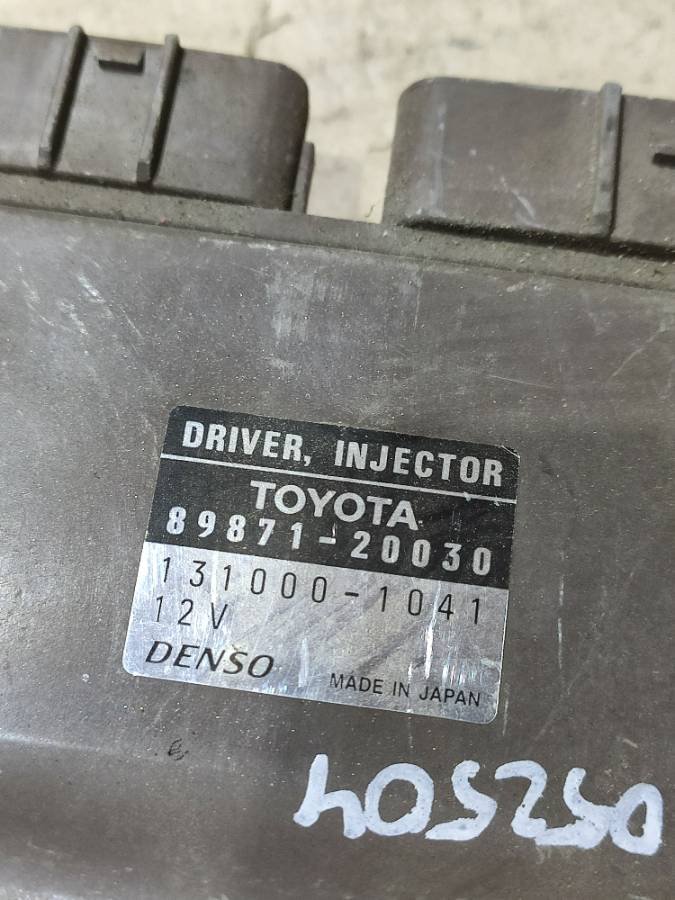 DRIVER, INJECTOR
TOYOTA
89871-20030
131000-1041
12V
DENSO
MADE IN JAPAN
405250